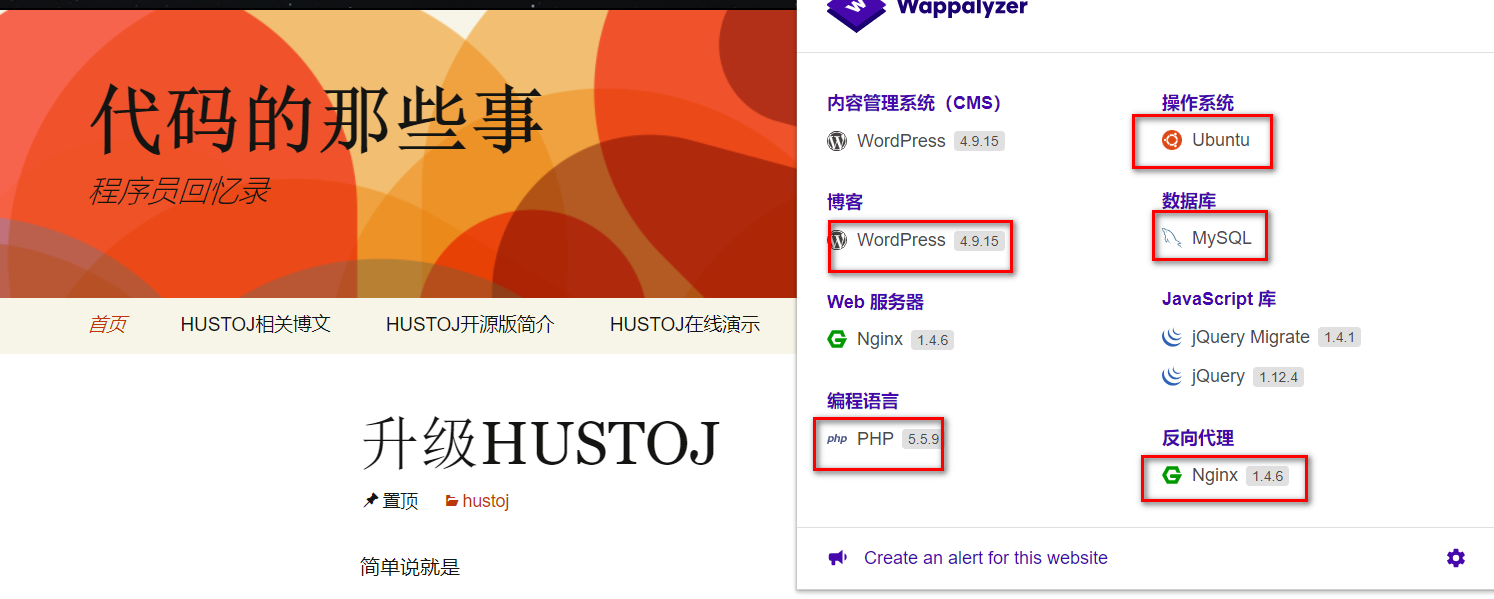 代码的那些事
程序员回忆录
首页 HUSTOJ相关博文 HUSTOJ开源版简介 HUSTOJ在线演示
升级HUSTOJ
置顶 hustoj
简单说就是
Wappalyzer
内容管理系统（CMS）
WordPress 4.9.15
博客
WordPress 4.9.15
Web 服务器
Nginx 1.4.6
编程语言
php PHP 5.5.9
操作系统
Ubuntu
数据库
MySQL
JavaScript 库
jQuery Migrate 1.4.1
jQuery 1.12.4
反向代理
Nginx 1.4.6
Create an alert for this website